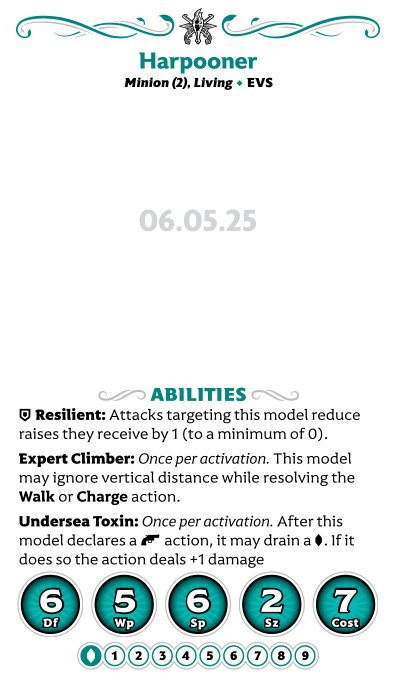 Harpooner
Minion (2), Living ♦ EVS
06.05.25
ABILITIES
Resilient: Attacks targeting this model reduce
raises they receive by 1 (to a minimum of 0).
Expert Climber: Once per activation. This model
may ignore vertical distance while resolving the
Walk or Charge action.
Undersea Toxin: Once per activation. After this
model declares a action, it may drain a . If it
does so the action deals +1 damage
6 5 6 2 7
Df Wp Sp Sz Cost
1 2 3 4 5 6 7 8 9